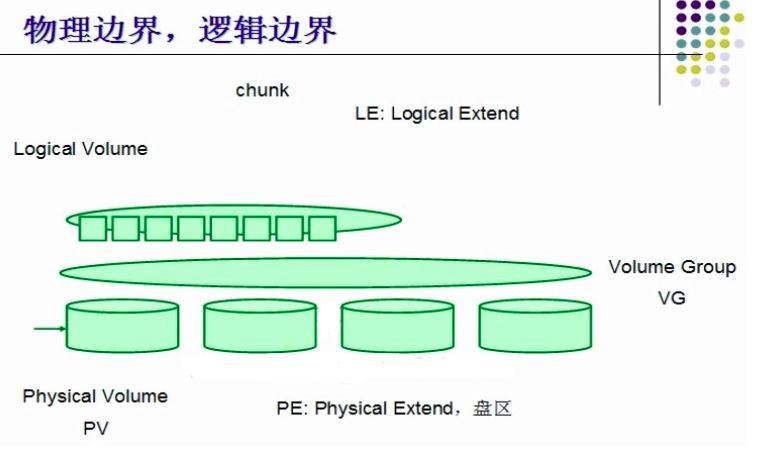 物理边界，逻辑边界
chunk
LE: Logical Extend
Logical Volume
Volume Group
VG
Physical Volume
PV
PE: Physical Extend，盘区